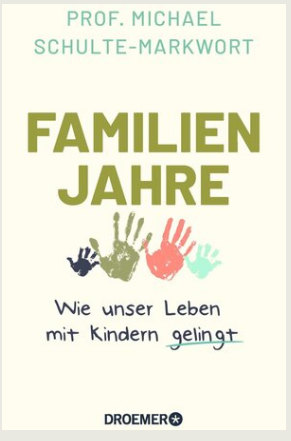 PROF. MICHAEL
SCHULTE-MARKWORT
FAMILIEN
JAHRE
Wie unser Leben
mit Kindern gelingt
DROEMER